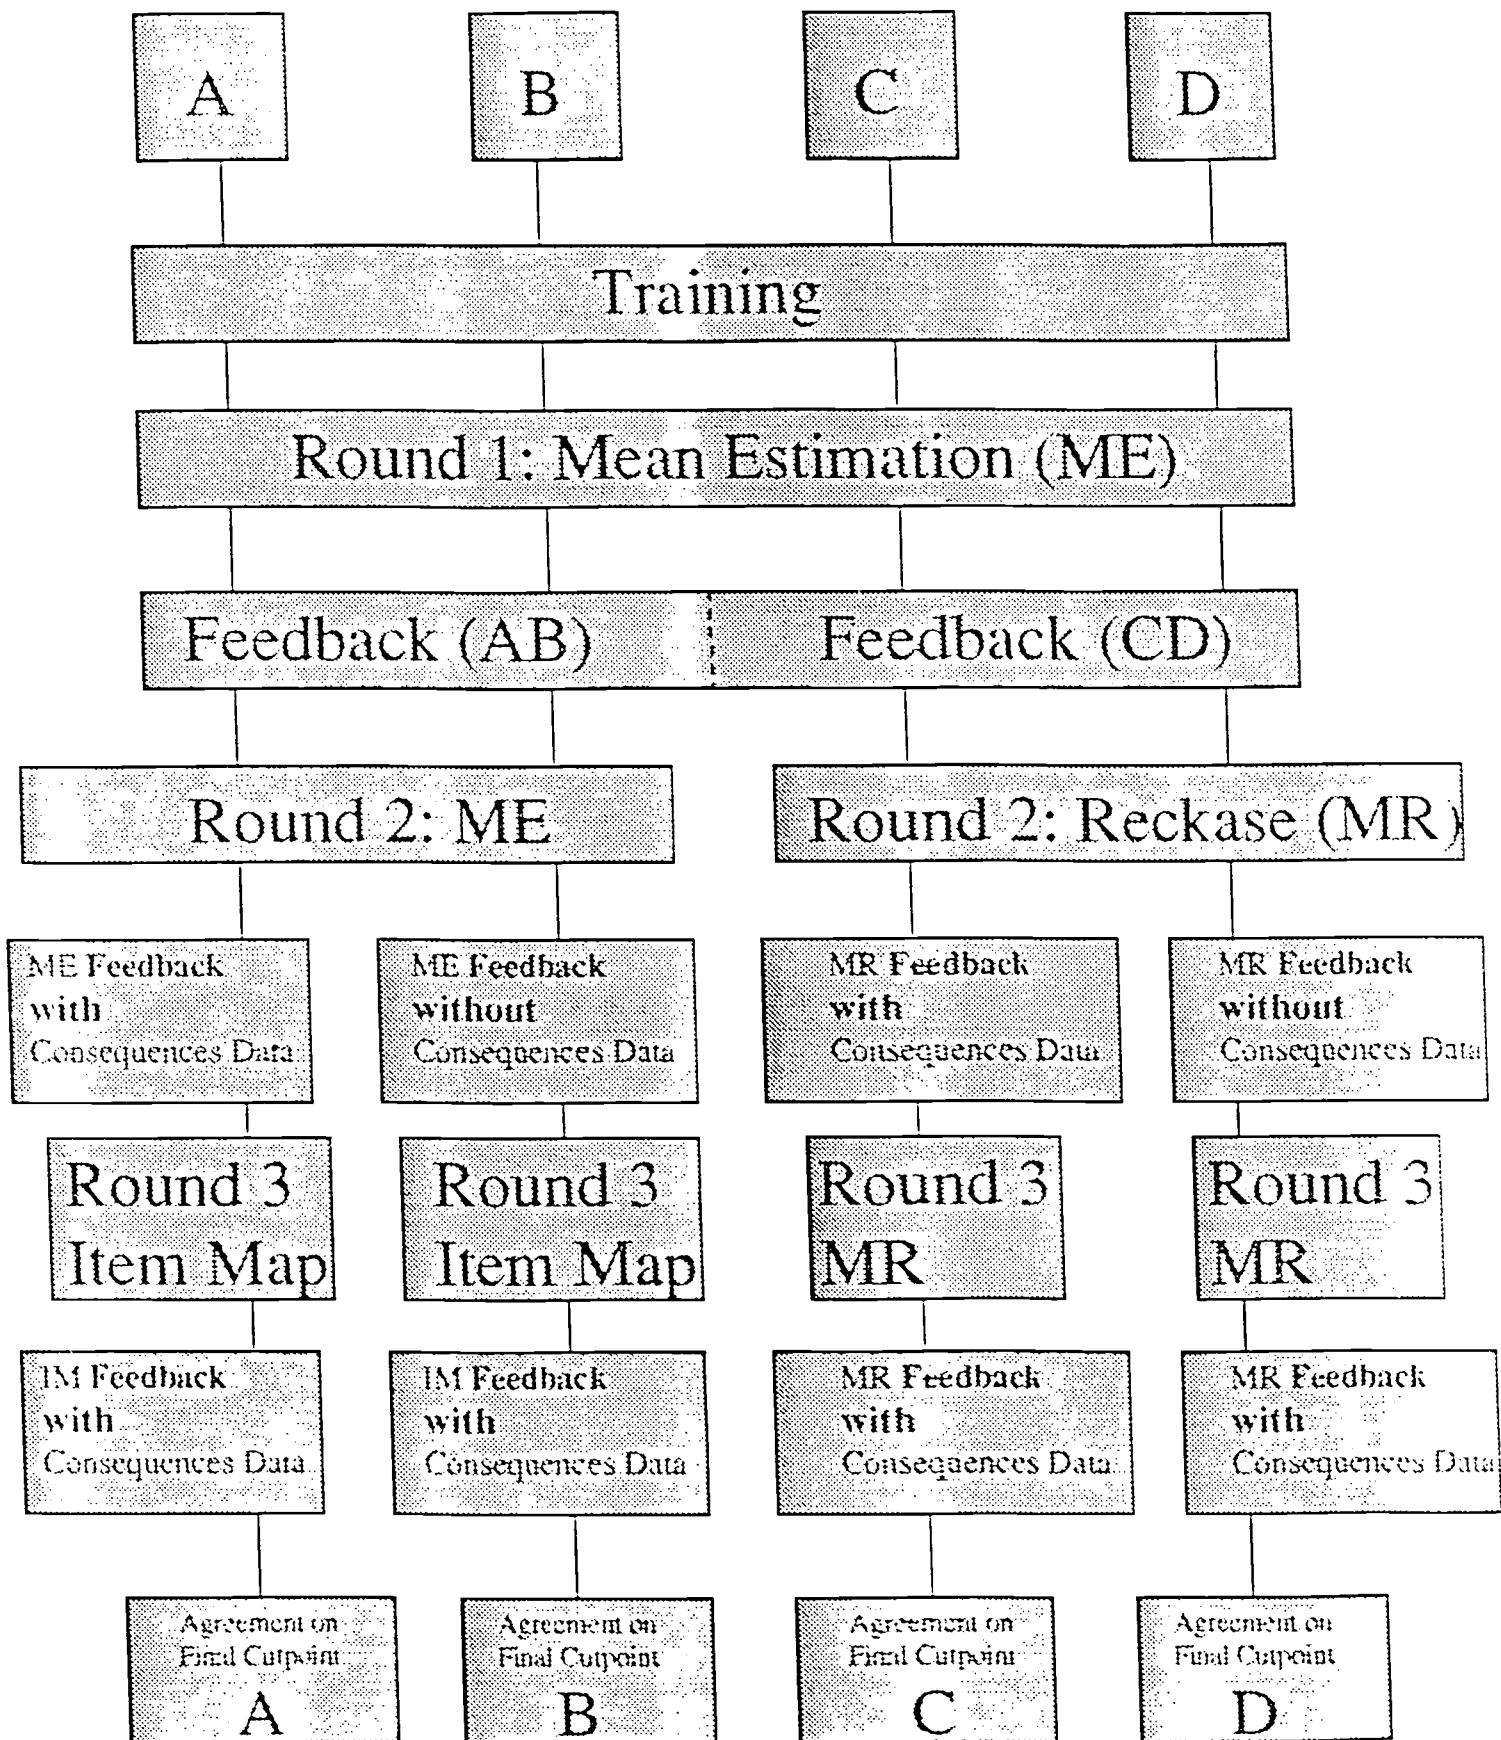 A
B
C
D
Training
Round 1: Mean Estimation (ME)
Feedback (AB)
Feedback (CD)
Round 2: ME
Round 2: Reckase (MR)
ME Feedback
with
Consequences Data
ME Feedback
without
Consequences Data
MR Feedback
with
Consequences Data
MR Feedback
without
Consequences Data
Round 3
Item Map
Round 3
Item Map
Round 3
MR
Round 3
MR
IM Feedback
with
Consequences Data
IM Feedback
with
Consequences Data
MR Feedback
with
Consequences Data
MR Feedback
with
Consequences Data
Agreement on
Final Cutpoint
A
Agreement on
Final Cutpoint
B
Agreement on
Final Cutpoint
C
Agreement on
Final Cutpoint
D